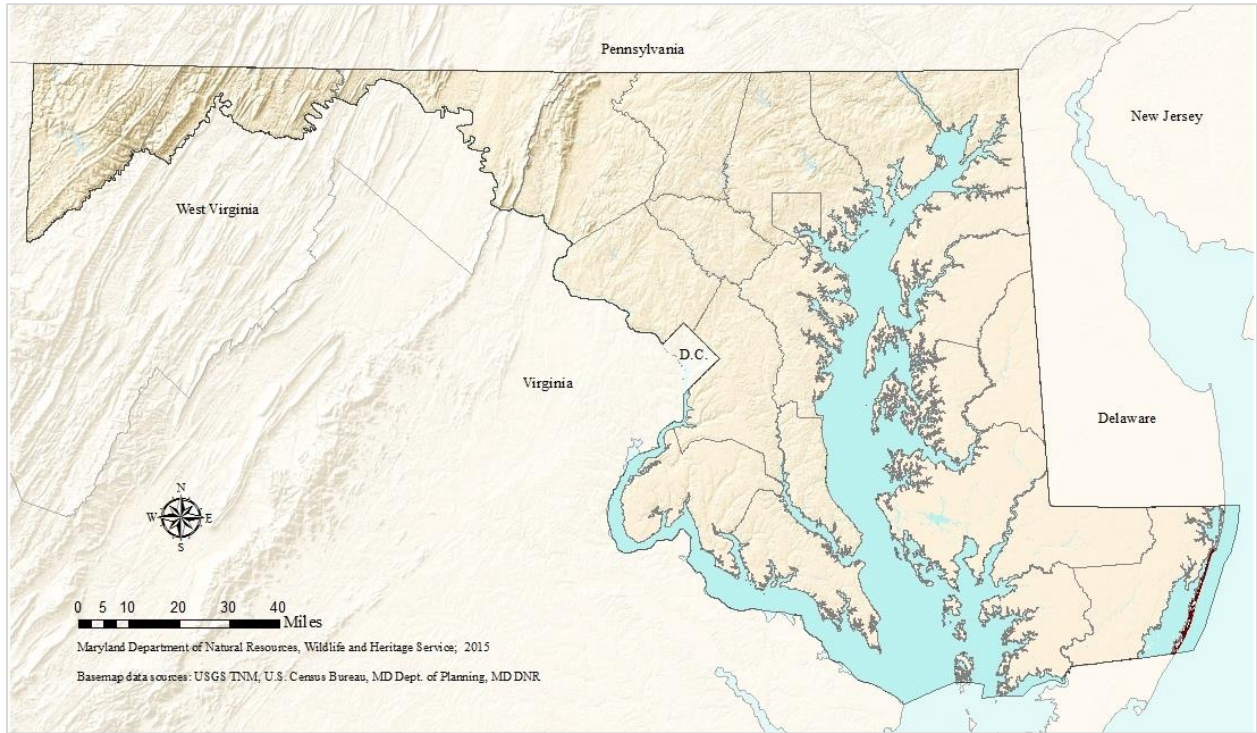 Pennsylvania
New Jersey
West Virginia
D.C.
Virginia
Delaware
N
W E
S
0 5 10 20 30 40
Miles
Maryland Department of Natural Resources, Wildlife and Heritage Service; 2015
Basemap data sources: USGS TNM, U.S. Census Bureau, MD Dept. of Planning, MD DNR